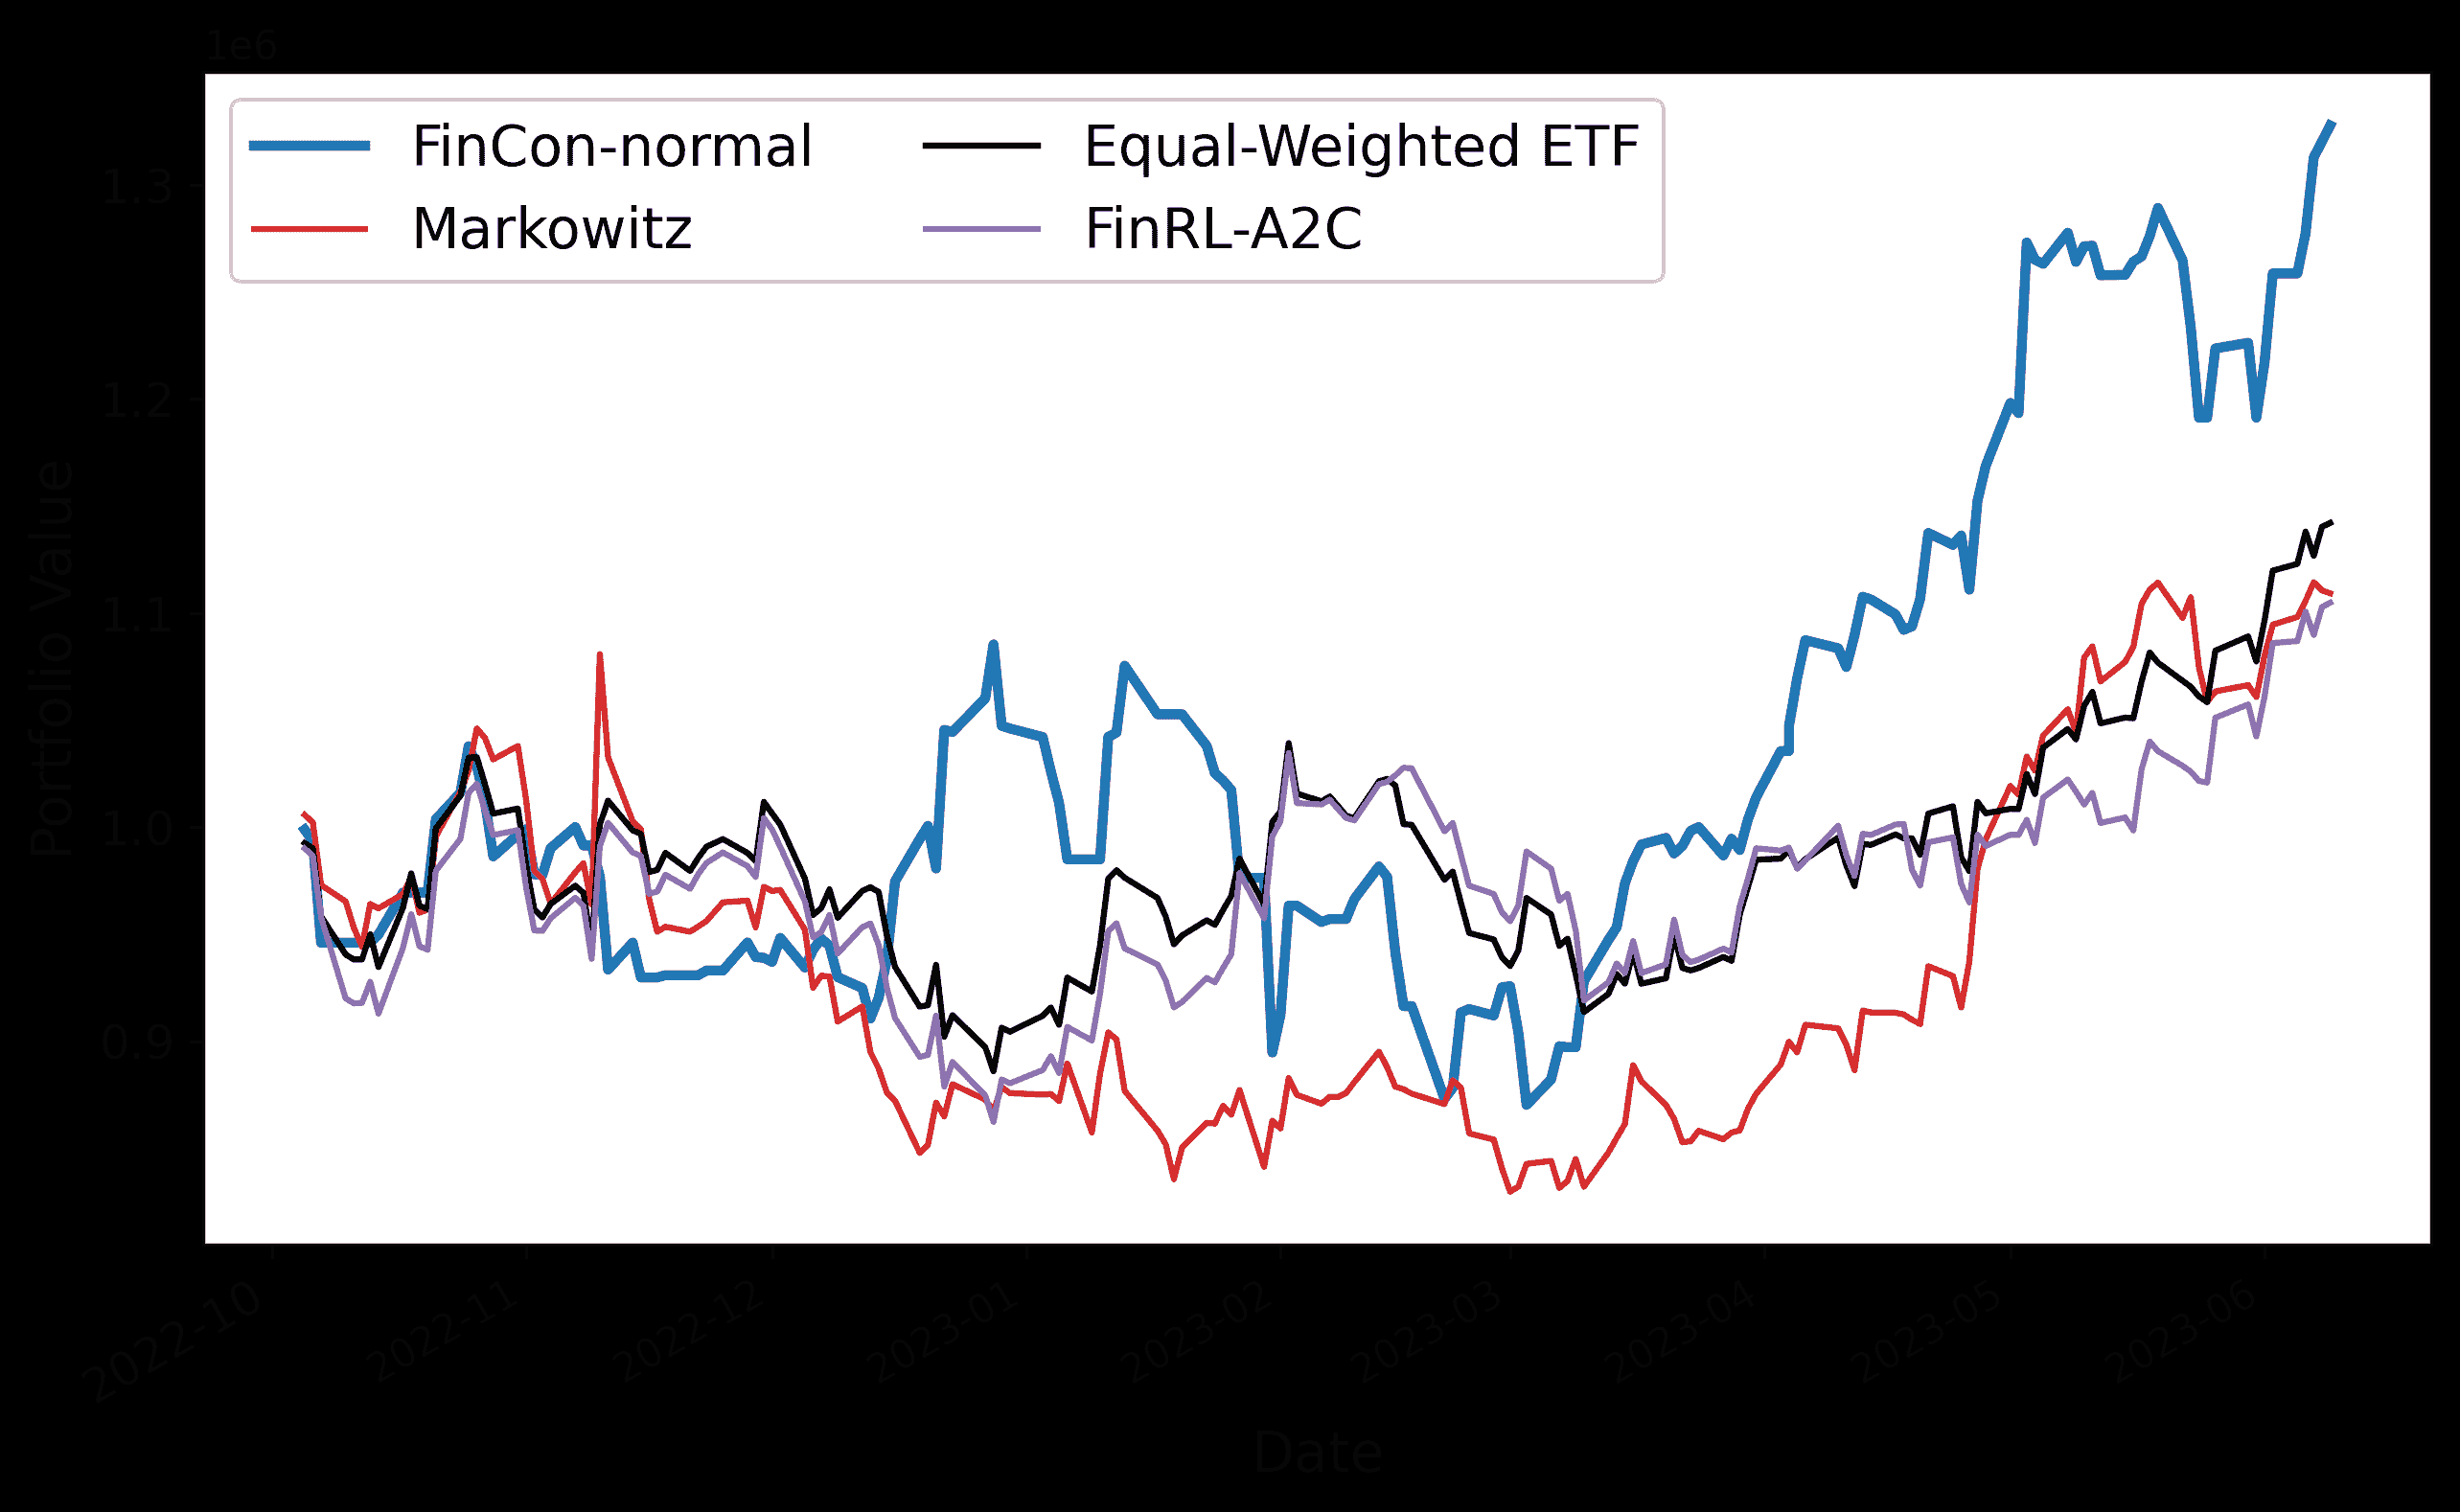 1e6
FinCon-normal
Markowitz
Equal-Weighted ETF
FinRL-A2C
1.3
1.2
1.1
1.0
0.9
Portfolio Value
2022-10
2022-11
2022-12
2023-01
2023-02
2023-03
2023-04
2023-05
2023-06
Date